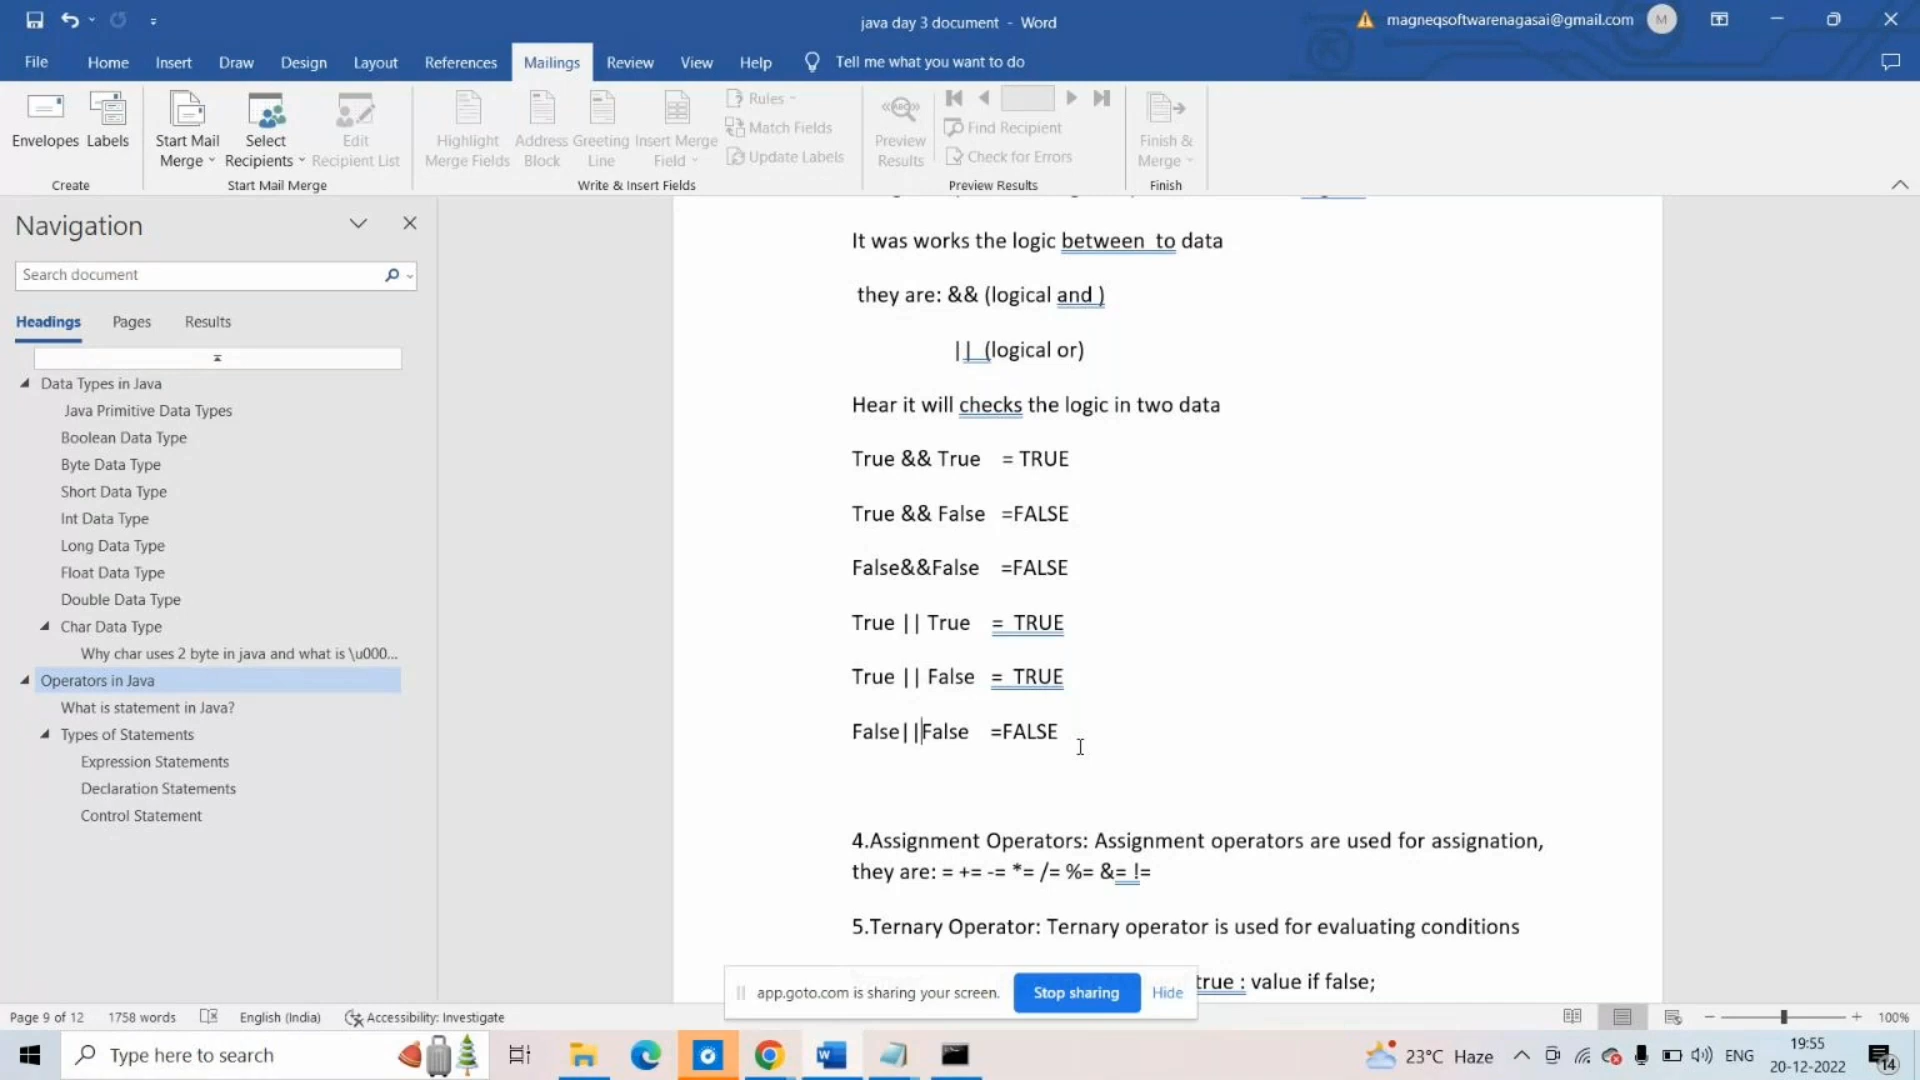 java day 3 document - Word
magneqsoftwarenagasai@gmail.com
M
File Home Insert Draw Design Layout References Mailings Review View Help Tell me what you want to do
Envelopes Labels
Create
Start Mail Merge
Select Recipients
Edit Recipient List
Start Mail Merge
Highlight Merge Fields
Address Block
Greeting Line
Insert Merge Field
Rules
Match Fields
Update Labels
Write & Insert Fields
«ABC»
Preview Results
Find Recipient
Check for Errors
Preview Results
Finish & Merge
Finish
Navigation
Search document
Headings Pages Results
Data Types in Java
Java Primitive Data Types
Boolean Data Type
Byte Data Type
Short Data Type
Int Data Type
Long Data Type
Float Data Type
Double Data Type
Char Data Type
Why char uses 2 byte in java and what is \u000...
Operators in Java
What is statement in Java?
Types of Statements
Expression Statements
Declaration Statements
Control Statement
It was works the logic between to data
they are: && (logical and )
|| (logical or)
Hear it will checks the logic in two data
True && True = TRUE
True && False =FALSE
False&&False =FALSE
True || True = TRUE
True || False = TRUE
False||False =FALSE
4.Assignment Operators: Assignment operators are used for assignation,
they are: = += -= *= /= %= &= !=
5.Ternary Operator: Ternary operator is used for evaluating conditions
true : value if false;
app.goto.com is sharing your screen. Stop sharing Hide
Page 9 of 12 1758 words English (India) Accessibility: Investigate
100%
Type here to search
23°C Haze
ENG
19:55
20-12-2022
14